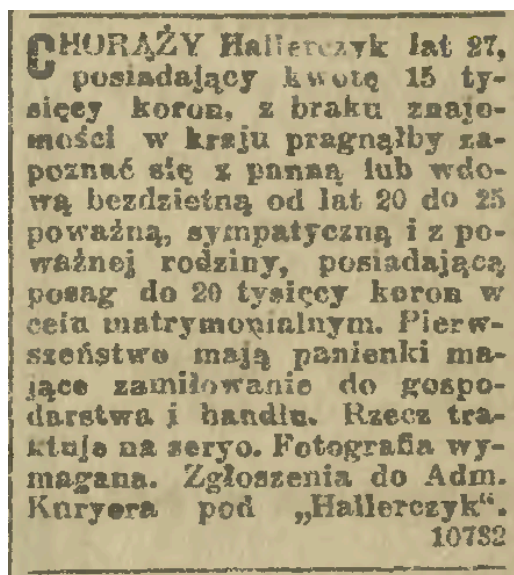 CHORĄŻY Hallerczyk lat 27,
posiadający kwotę 15 ty-
sięcy koron, z braku znajo-
mości w kraju pragnąłby za-
poznać się z panną lub wdo-
wą bezdzietną od lat 20 do 25
poważną, sympatyczną i z po-
ważnej rodziny, posiadającą
posag do 20 tysięcy koron w
celu matrymonialnym. Pierw-
szeństwo mają panienki ma-
jące zamiłowanie do gospo-
darstwa i handlu. Rzecz tra-
ktuje na seryo. Fotografia wy-
magana. Zgłoszenia do Adm.
Kuryera pod „Hallerczyk“.
10782